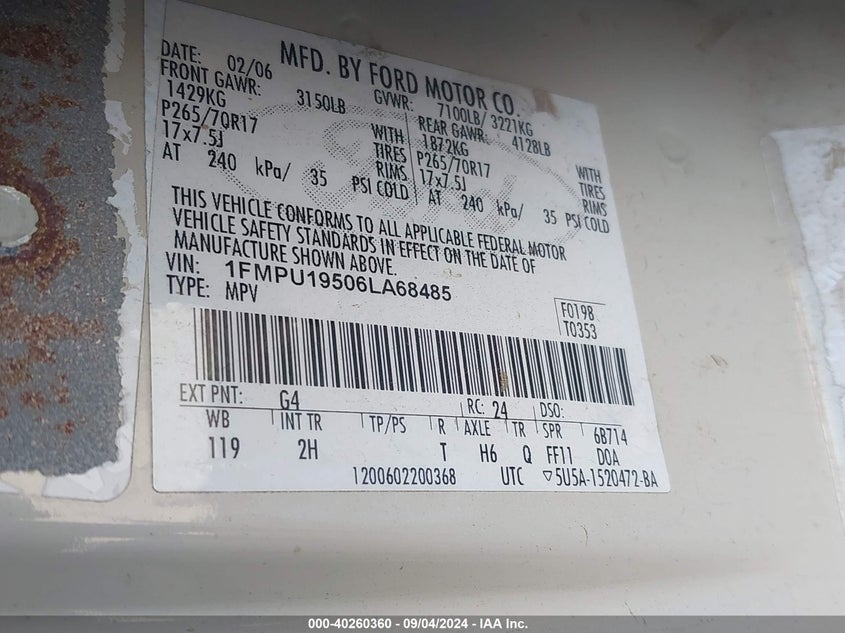 MFD. BY FORD MOTOR CO.
DATE: 02/06 GVWR: 7100LB/ 3221KG
FRONT GAWR: 3150LB REAR GAWR: 4128LB
1429KG WITH 1872KG WITH
P265/70R17 TIRES P265/70R17 TIRES
17x7.5J RIMS 17x7.5J RIMS
AT 240 kPa/ 35 PSI COLD AT 240 kPa/ 35 PSI COLD
THIS VEHICLE CONFORMS TO ALL APPLICABLE FEDERAL MOTOR
VEHICLE SAFETY STANDARDS IN EFFECT ON THE DATE OF
MANUFACTURE SHOWN ABOVE.
VIN: 1FMPU19506LA68485
TYPE: MPV
F0198
T0353
EXT PNT: G4 RC: 24 DSO:
WB INT TR TP/PS R AXLE TR SPR 6B714
119 2H T H6 Q FF11 DOA
1200602200368 UTC ▽5U5A-1520472-BA
000-40260360 - 09/04/2024 - IAA Inc.